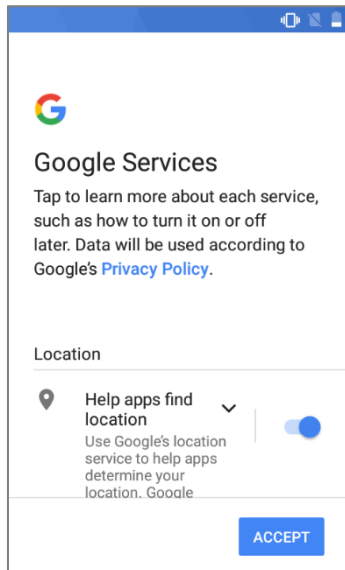 Google Services
Tap to learn more about each service,
such as how to turn it on or off
later. Data will be used according to
Google's Privacy Policy.
Location
Help apps find
location
Use Google's location
service to help apps
determine your
location. Google
ACCEPT